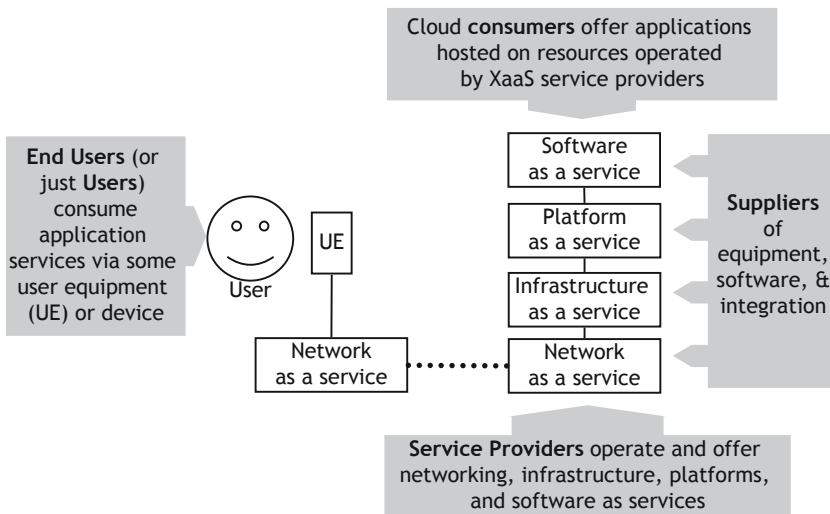 Cloud consumers offer applications
hosted on resources operated
by XaaS service providers
End Users (or
just Users)
consume
application
services via some
user equipment
(UE) or device
User
UE
Network
as a service
Software
as a service
Platform
as a service
Infrastructure
as a service
Network
as a service
Suppliers
of
equipment,
software, &
integration
Service Providers operate and offer
networking, infrastructure, platforms,
and software as services